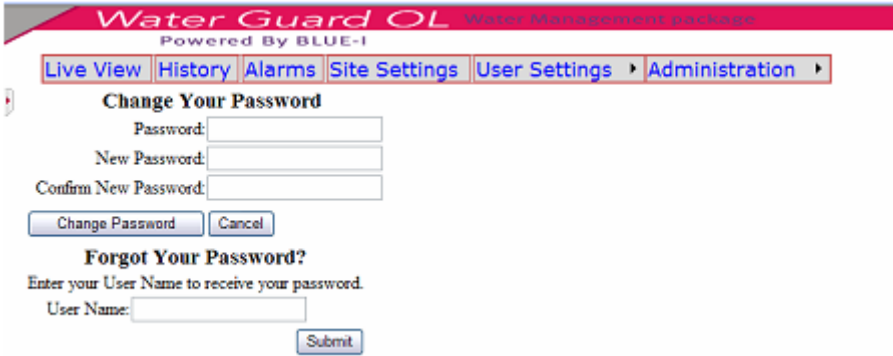 Water Guard OL Water Management package
Powered By BLUE-I
Live View History Alarms Site Settings User Settings Administration
Change Your Password
Password:
New Password:
Confirm New Password:
Change Password Cancel
Forgot Your Password?
Enter your User Name to receive your password.
User Name:
Submit